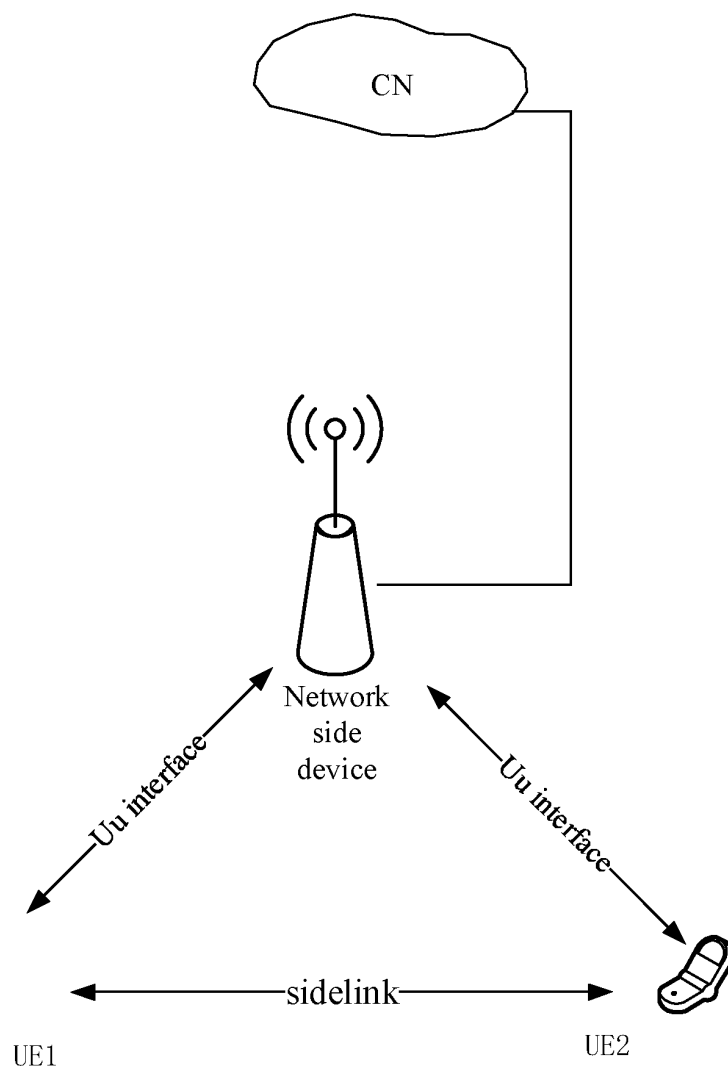 CN
Network
side
device
Uu interface
Uu interface
sidelink
UE1
UE2